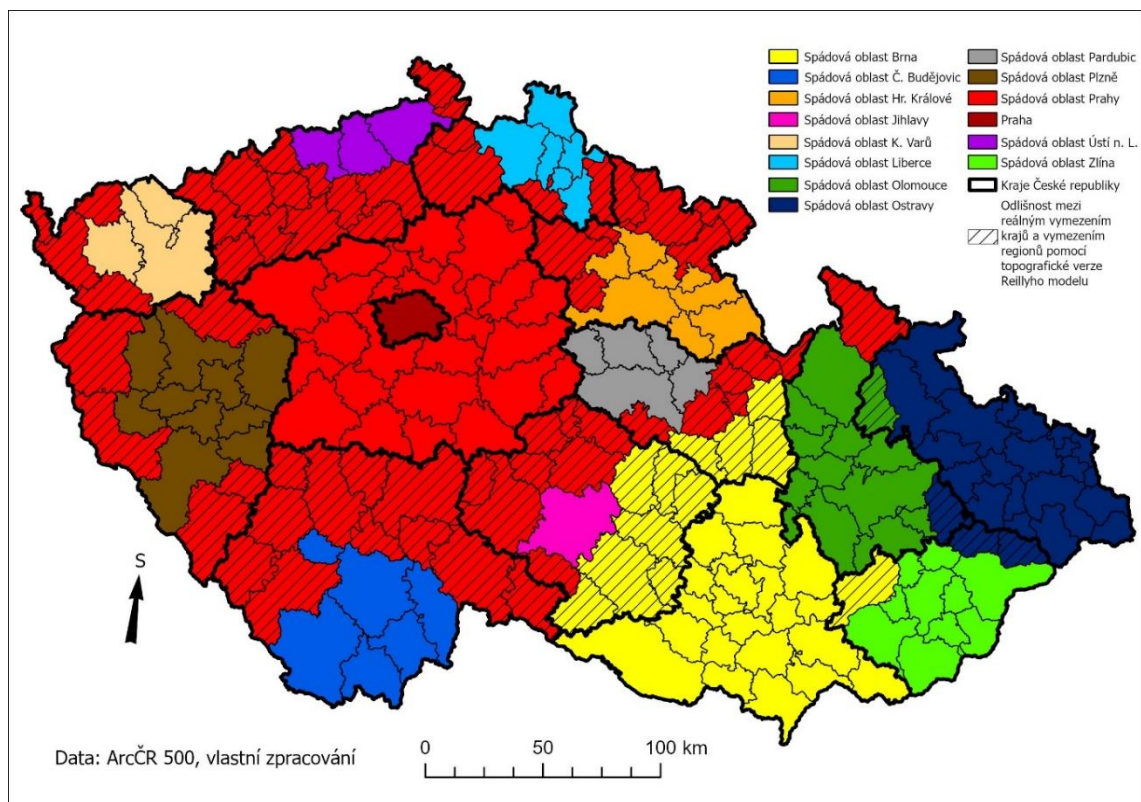 Spádová oblast Brna
Spádová oblast Č. Budějovic
Spádová oblast Hr. Králové
Spádová oblast Jihlavy
Spádová oblast K. Varů
Spádová oblast Liberce
Spádová oblast Olomouce
Spádová oblast Ostravy
Spádová oblast Pardubic
Spádová oblast Plzně
Spádová oblast Prahy
Praha
Spádová oblast Ústí n. L.
Spádová oblast Zlína
Kraje České republiky
Odlišnost mezi
reálným vymezením
krajů a vymezením
regionů pomocí
topografické verze
Reillyho modelu
S
Data: ArcČR 500, vlastní zpracování
0 50 100 km